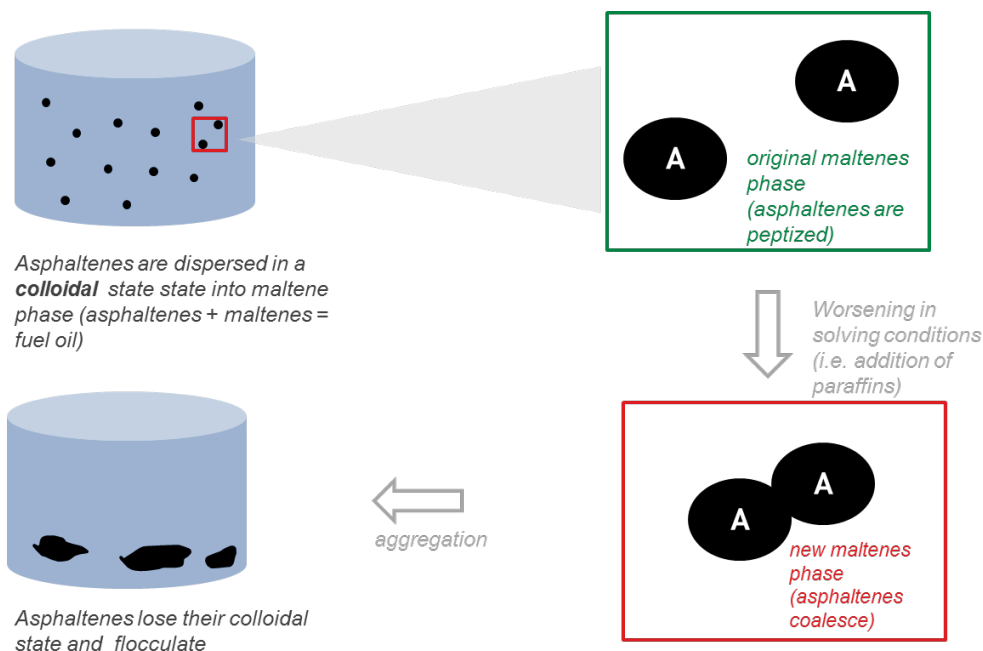 A
A
original maltenes
phase
(asphaltenes are
peptized)
Asphaltenes are dispersed in a
colloidal state state into maltene
phase (asphaltenes + maltenes =
fuel oil)
Worsening in
solving conditions
(i.e. addition of
paraffins)
A
A
new maltenes
phase
(asphaltenes
coalesce)
aggregation
Asphaltenes lose their colloidal
state and flocculate